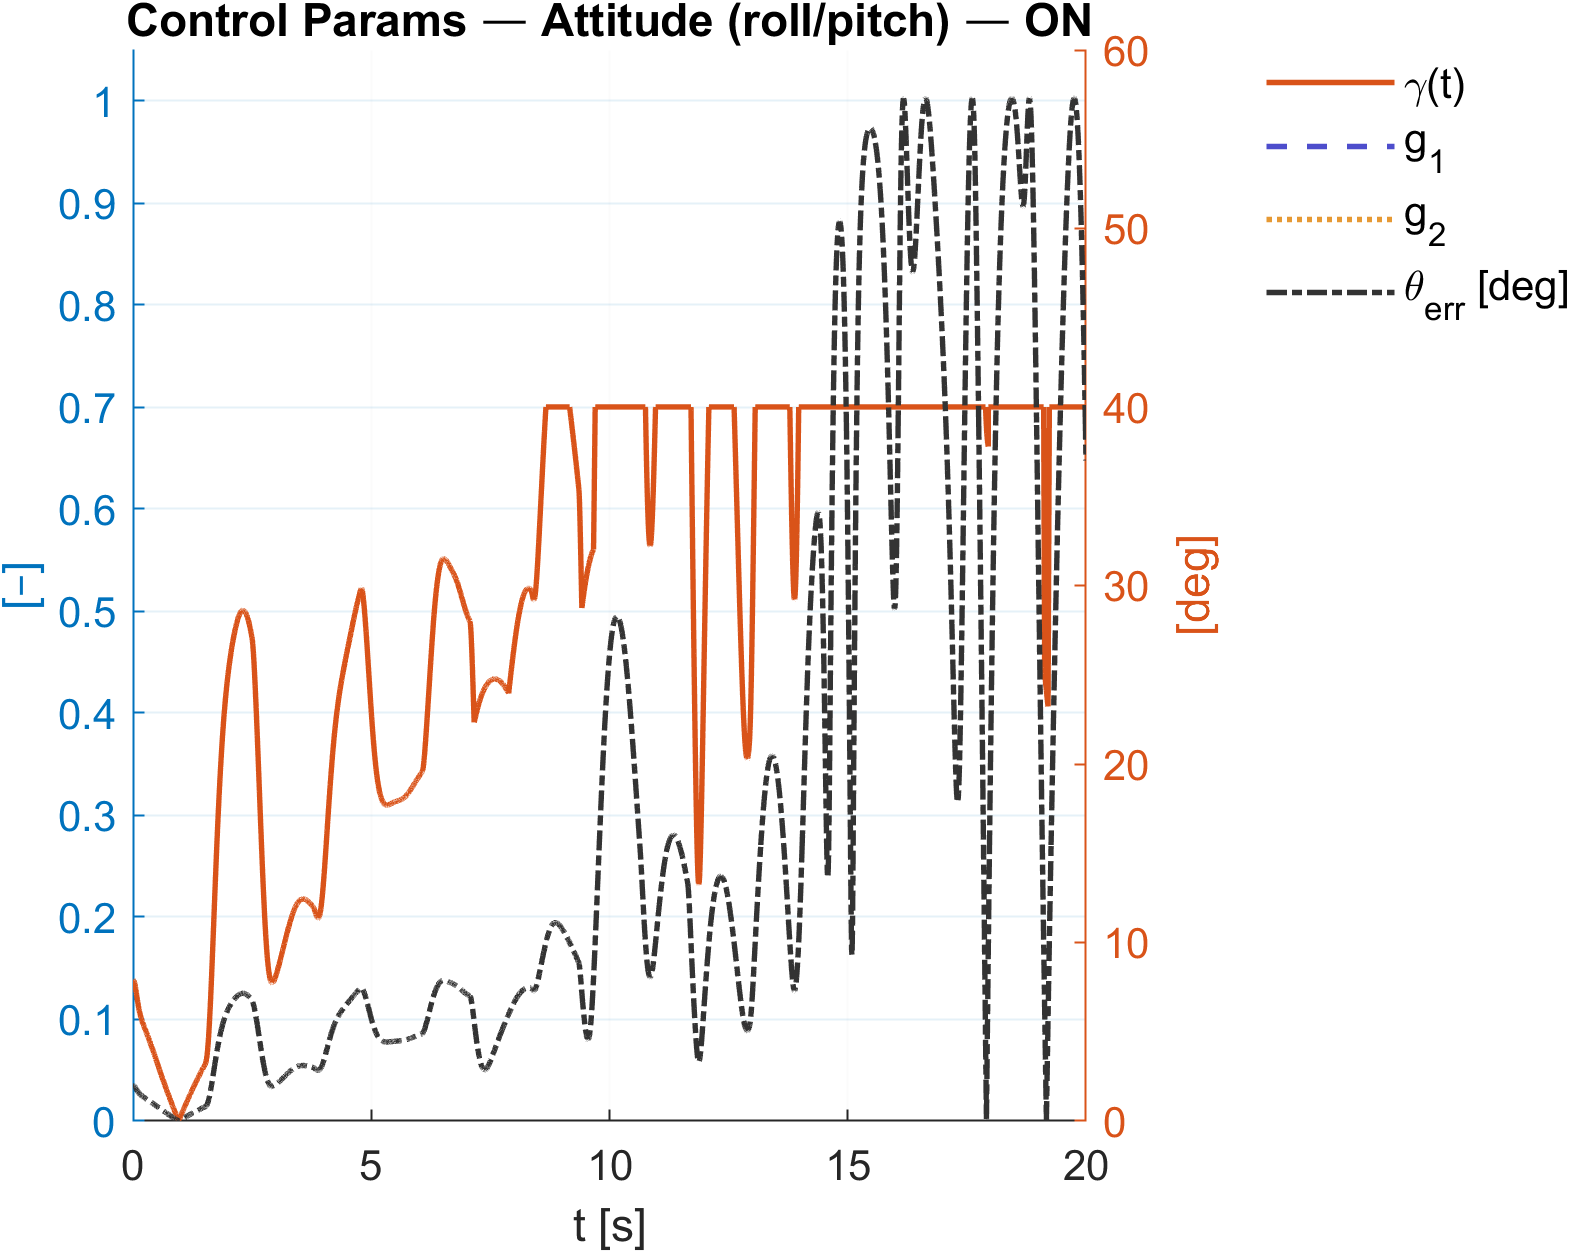 Control Params — Attitude (roll/pitch) — ON
1
0.9
0.8
0.7
0.6
0.5
0.4
0.3
0.2
0.1
0
[−]
60
50
40
30
20
10
0
[deg]
0 5 10 15 20
t [s]
γ(t)
g1
g2
θerr [deg]